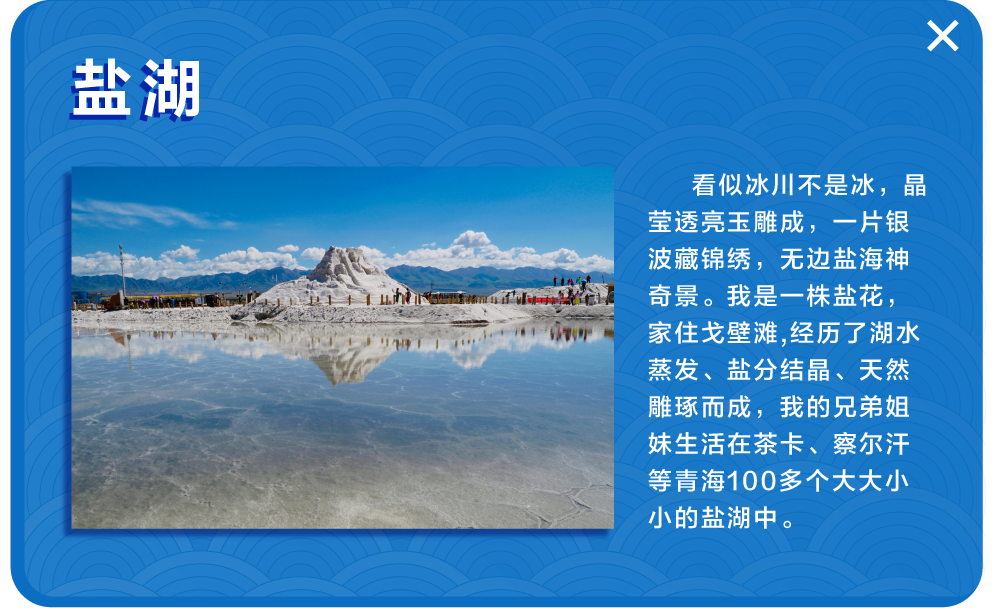 盐湖
看似冰川不是冰，晶
莹透亮玉雕成，一片银
波藏锦绣，无边盐海神
奇景。我是一株盐花，
家住戈壁滩,经历了湖水
蒸发、盐分结晶、天然
雕琢而成，我的兄弟姐
妹生活在茶卡、察尔汗
等青海100多个大大小
小的盐湖中。